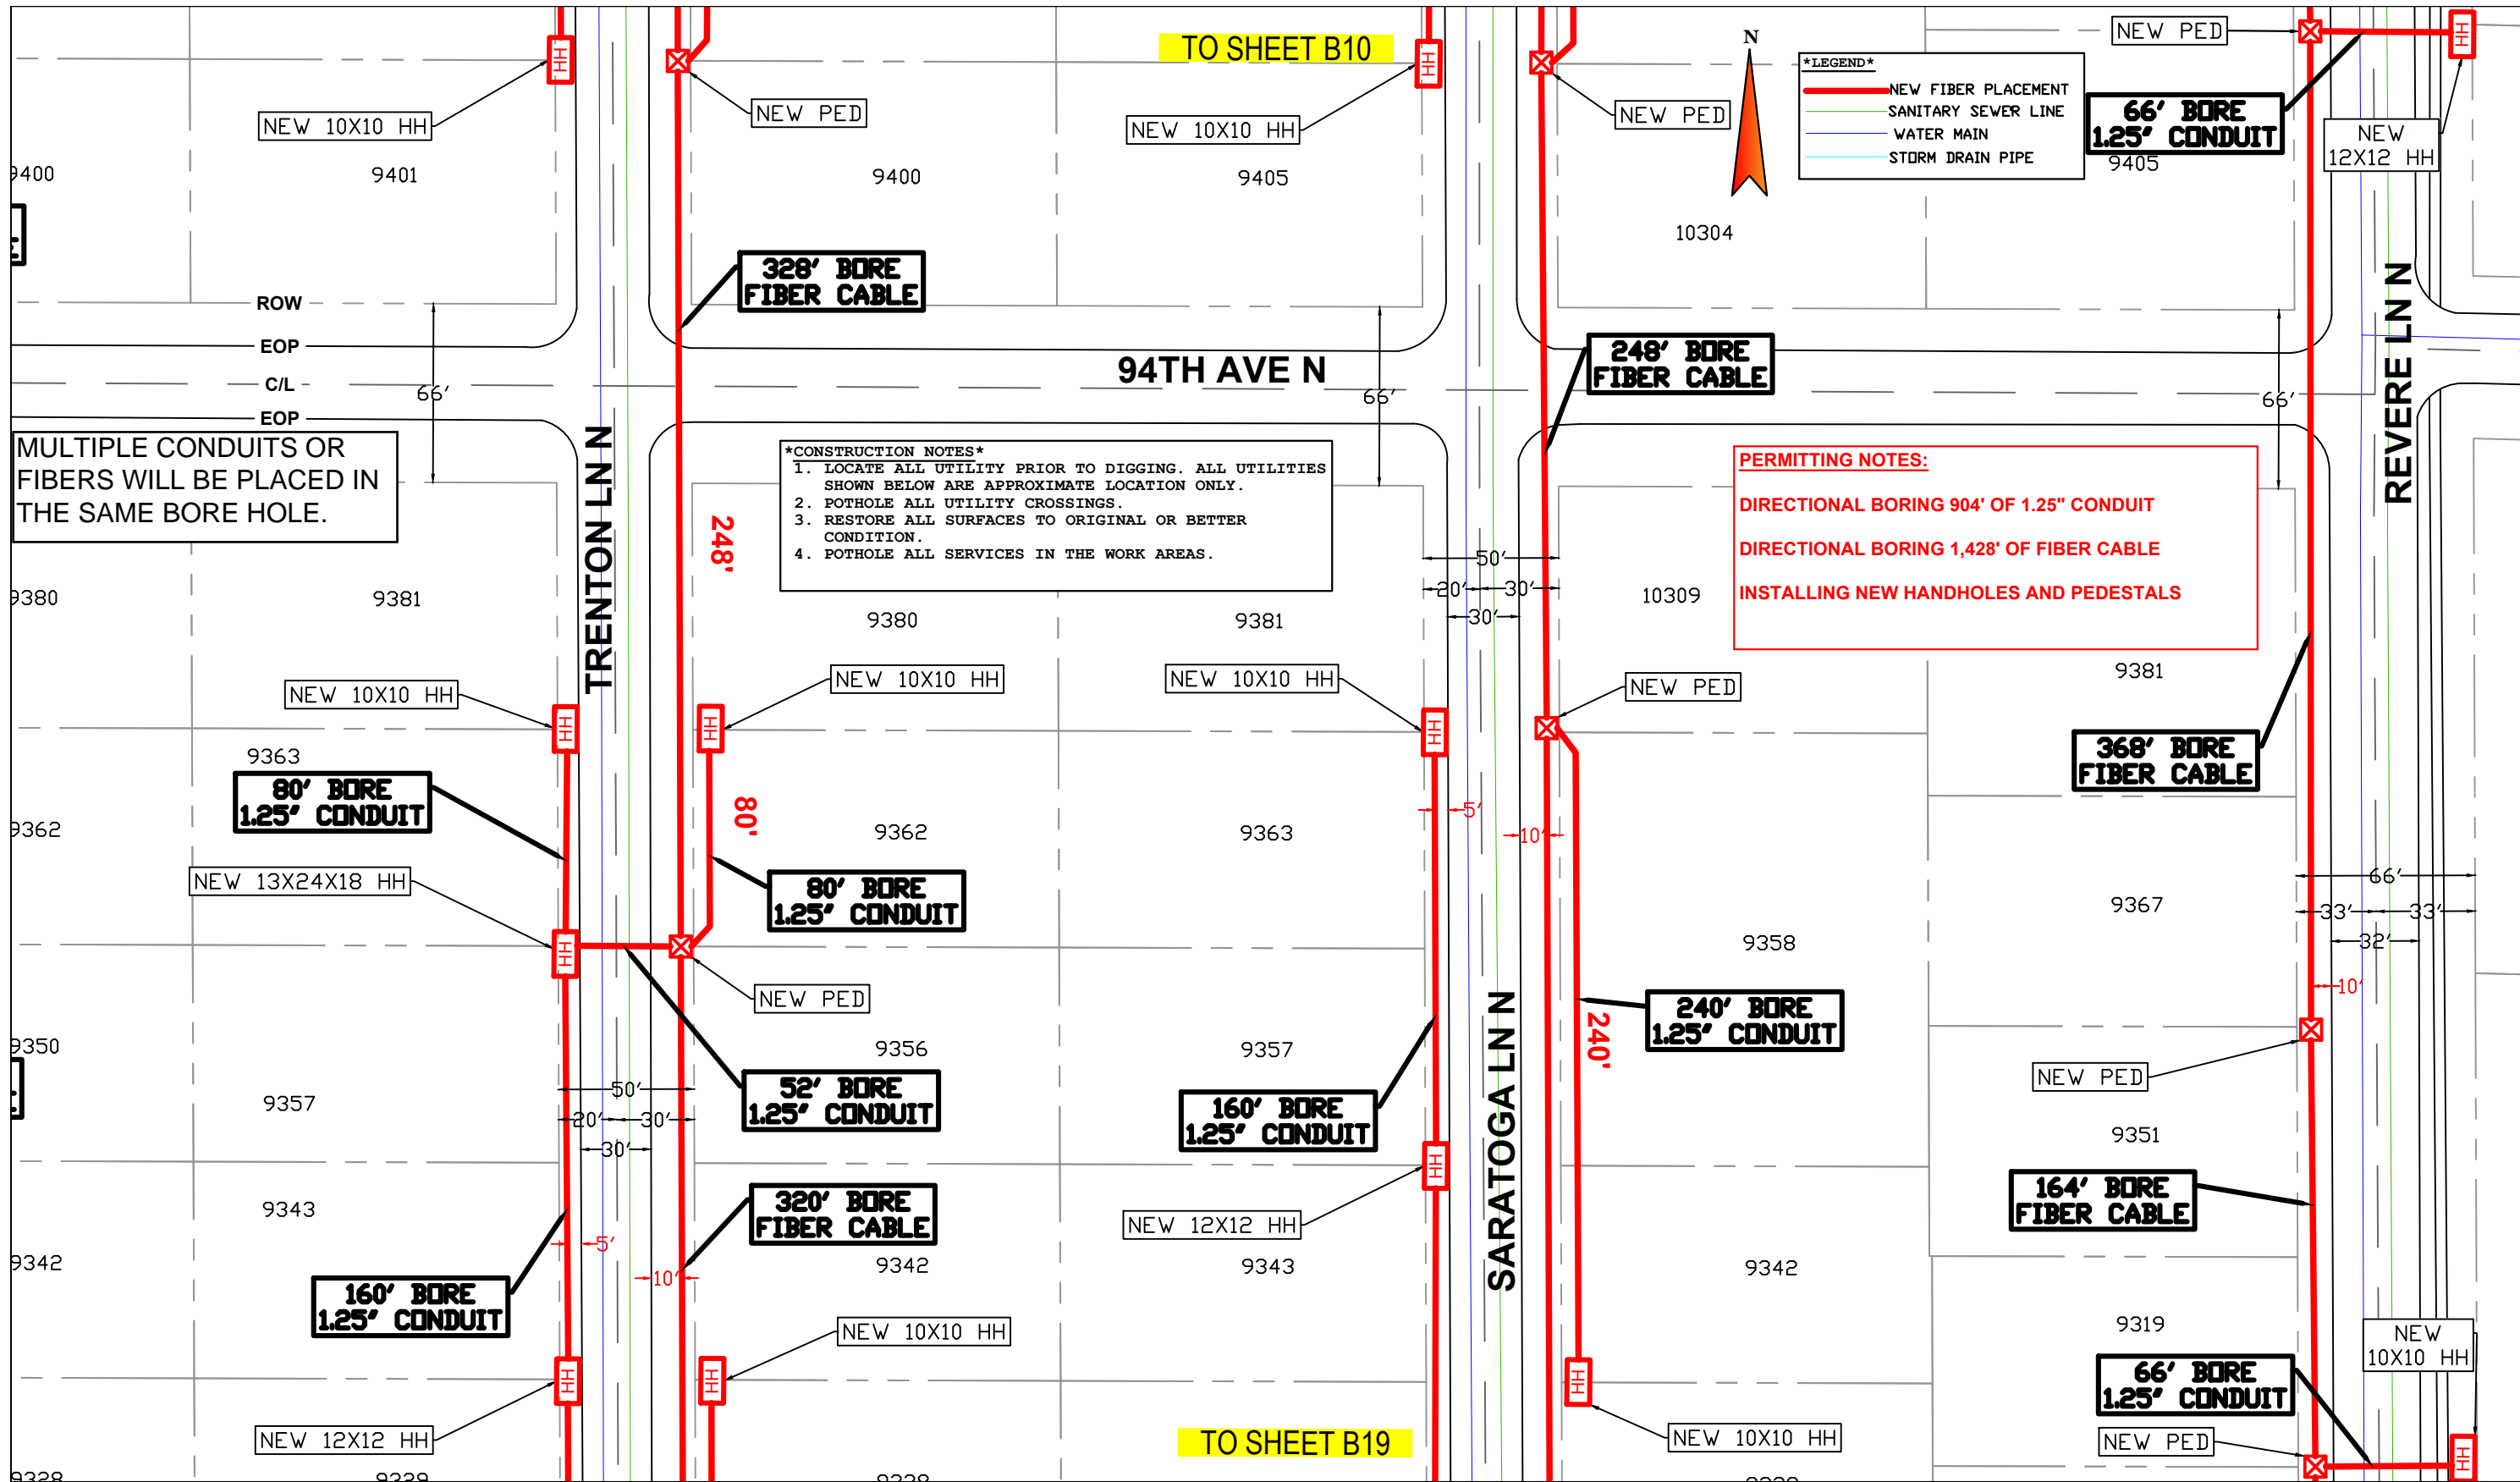 TO SHEET B10
N
*LEGEND*
NEW FIBER PLACEMENT
SANITARY SEWER LINE
WATER MAIN
STORM DRAIN PIPE
NEW PED
66' BORE
1.25" CONDUIT
NEW
12X12 HH
9405
NEW 10X10 HH
NEW PED
NEW 10X10 HH
NEW PED
9400
9401
9400
9405
10304
328' BORE
FIBER CABLE
ROW
EOP
C/L
EOP
66'
94TH AVE N
66'
248' BORE
FIBER CABLE
66'
REVERE LN N
MULTIPLE CONDUITS OR
FIBERS WILL BE PLACED IN
THE SAME BORE HOLE.
TRENTON LN N
248'
*CONSTRUCTION NOTES*
1. LOCATE ALL UTILITY PRIOR TO DIGGING. ALL UTILITIES
SHOWN BELOW ARE APPROXIMATE LOCATION ONLY.
2. POTHOLE ALL UTILITY CROSSINGS.
3. RESTORE ALL SURFACES TO ORIGINAL OR BETTER
CONDITION.
4. POTHOLE ALL SERVICES IN THE WORK AREAS.
PERMITTING NOTES:
DIRECTIONAL BORING 904' OF 1.25" CONDUIT
DIRECTIONAL BORING 1,428' OF FIBER CABLE
INSTALLING NEW HANDHOLES AND PEDESTALS
50'
20'
30'
30'
9380
9381
9380
9381
10309
9381
NEW 10X10 HH
NEW 10X10 HH
NEW 10X10 HH
NEW PED
9363
80' BORE
1.25" CONDUIT
368' BORE
FIBER CABLE
80'
5'
10'
9362
9362
9363
NEW 13X24X18 HH
80' BORE
1.25" CONDUIT
66'
33'
33'
32'
9367
9358
10'
NEW PED
240' BORE
1.25" CONDUIT
240'
SARATOGA LN N
9350
9356
9357
NEW PED
52' BORE
1.25" CONDUIT
50'
20'
30'
30'
9357
160' BORE
1.25" CONDUIT
9351
164' BORE
FIBER CABLE
320' BORE
FIBER CABLE
9343
NEW 12X12 HH
5'
10'
9342
9342
9343
9342
160' BORE
1.25" CONDUIT
9319
NEW
10X10 HH
NEW 10X10 HH
66' BORE
1.25" CONDUIT
NEW 12X12 HH
TO SHEET B19
NEW 10X10 HH
NEW PED